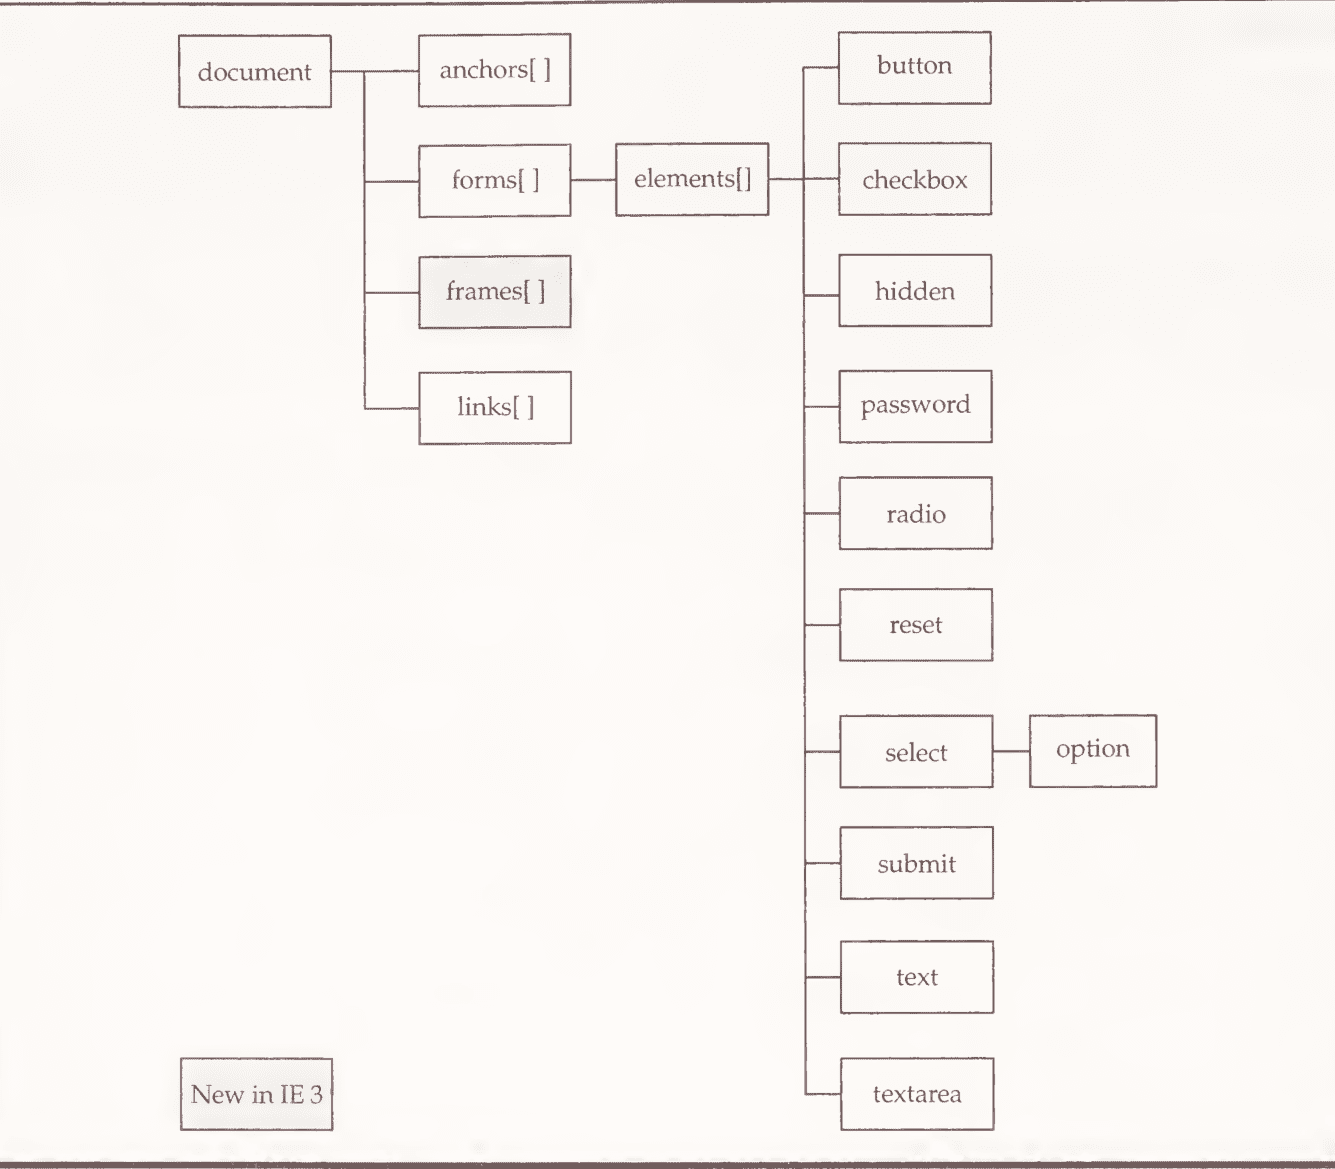 document
anchors[ ]
forms[ ]
frames[ ]
links[ ]
elements[]
button
checkbox
hidden
password
radio
reset
select
option
submit
text
textarea
New in IE 3